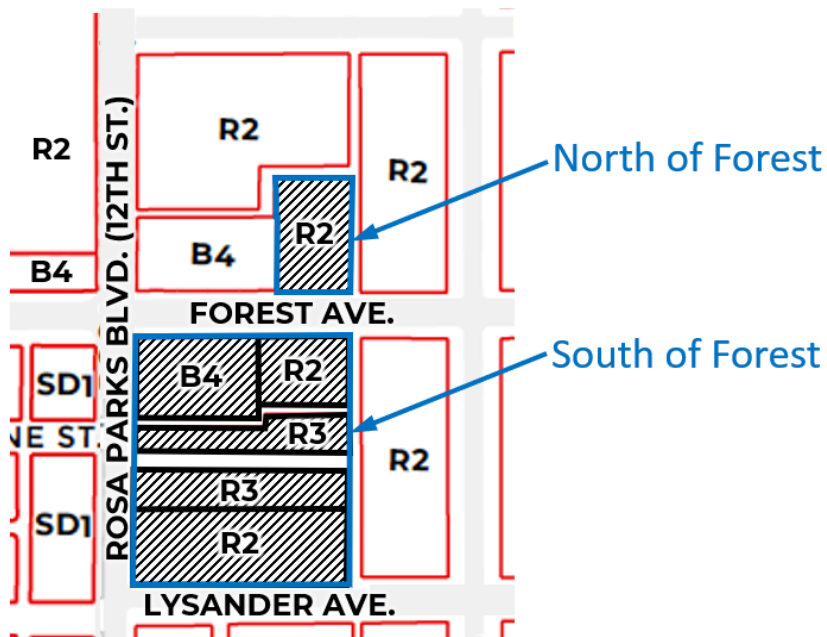 R2
R2
R2
North of Forest
R2
B4
B4
ROSA PARKS BLVD. (12TH ST.)
FOREST AVE.
South of Forest
SD1
B4
R2
NE ST.
R3
R2
R3
SD1
R2
LYSANDER AVE.